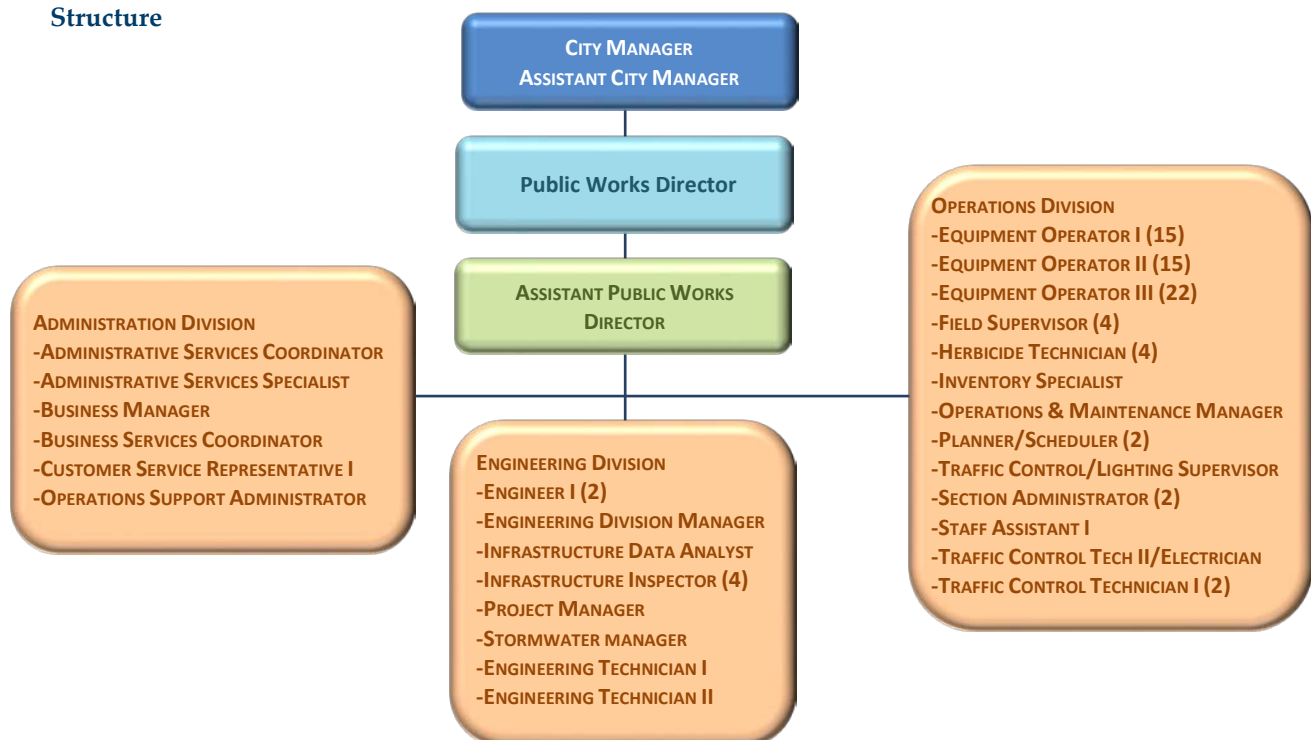 Structure
CITY MANAGER
ASSISTANT CITY MANAGER
Public Works Director
ASSISTANT PUBLIC WORKS
DIRECTOR
ADMINISTRATION DIVISION
-ADMINISTRATIVE SERVICES COORDINATOR
-ADMINISTRATIVE SERVICES SPECIALIST
-BUSINESS MANAGER
-BUSINESS SERVICES COORDINATOR
-CUSTOMER SERVICE REPRESENTATIVE I
-OPERATIONS SUPPORT ADMINISTRATOR
ENGINEERING DIVISION
-ENGINEER I (2)
-ENGINEERING DIVISION MANAGER
-INFRASTRUCTURE DATA ANALYST
-INFRASTRUCTURE INSPECTOR (4)
-PROJECT MANAGER
-STORMWATER MANAGER
-ENGINEERING TECHNICIAN I
-ENGINEERING TECHNICIAN II
OPERATIONS DIVISION
-EQUIPMENT OPERATOR I (15)
-EQUIPMENT OPERATOR II (15)
-EQUIPMENT OPERATOR III (22)
-FIELD SUPERVISOR (4)
-HERBICIDE TECHNICIAN (4)
-INVENTORY SPECIALIST
-OPERATIONS & MAINTENANCE MANAGER
-PLANNER/SCHEDULER (2)
-TRAFFIC CONTROL/LIGHTING SUPERVISOR
-SECTION ADMINISTRATOR (2)
-STAFF ASSISTANT I
-TRAFFIC CONTROL TECH II/ELECTRICIAN
-TRAFFIC CONTROL TECHNICIAN I (2)